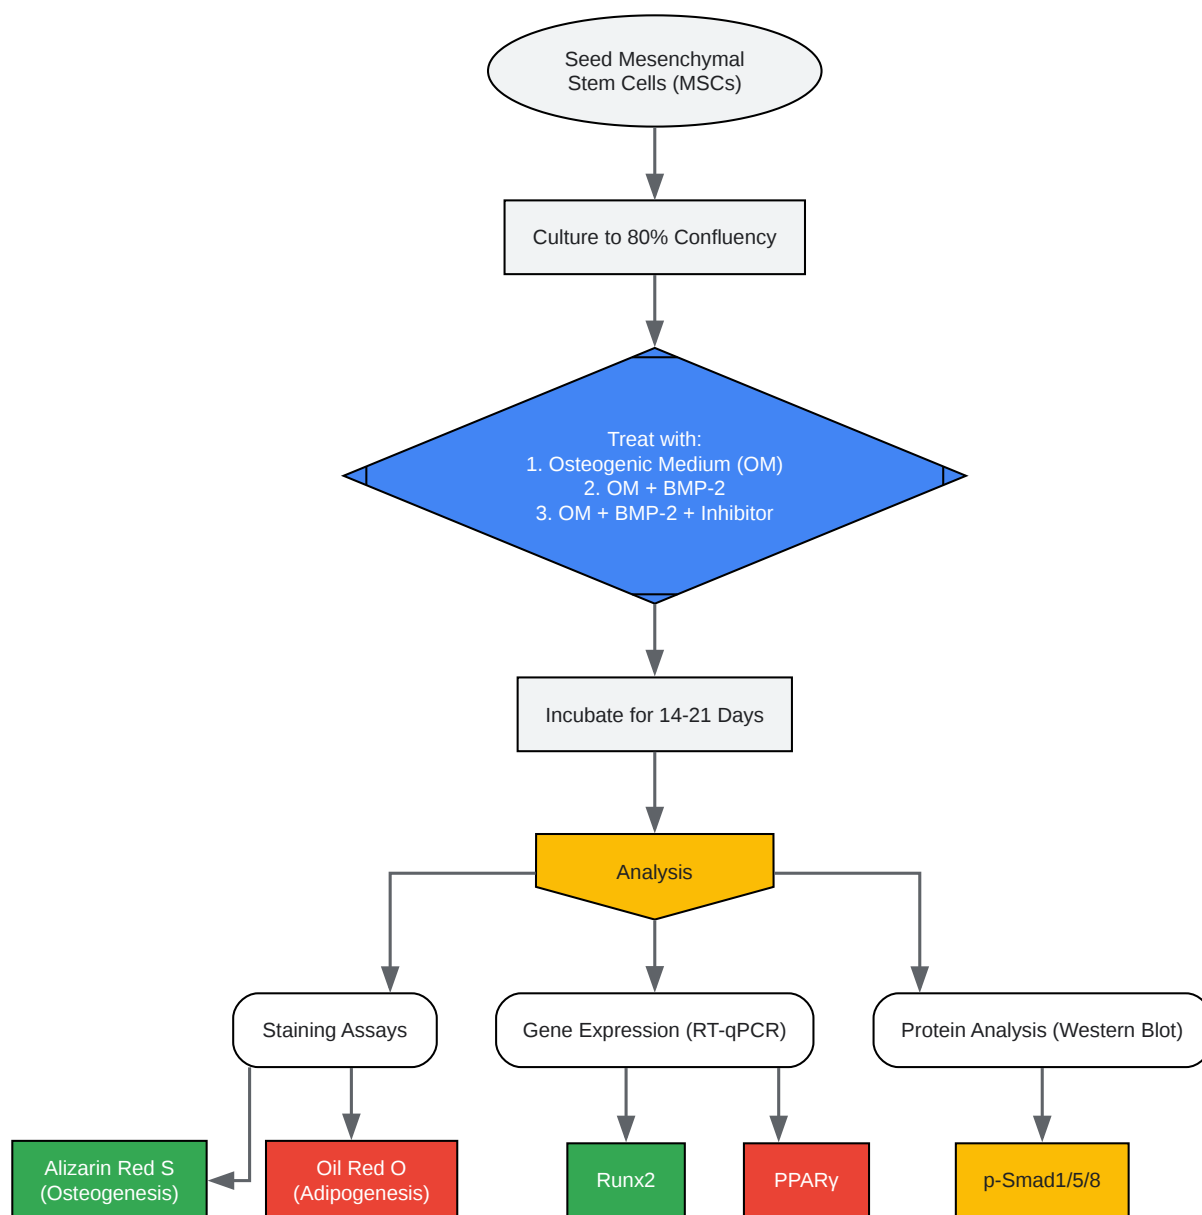 Seed Mesenchymal
Stem Cells (MSCs)
Culture to 80% Confluency
Treat with:
1. Osteogenic Medium (OM)
2. OM + BMP-2
3. OM + BMP-2 + Inhibitor
Incubate for 14-21 Days
Analysis
Staining Assays
Gene Expression (RT-qPCR)
Protein Analysis (Western Blot)
Alizarin Red S
(Osteogenesis)
Oil Red O
(Adipogenesis)
Runx2
PPARγ
p-Smad1/5/8